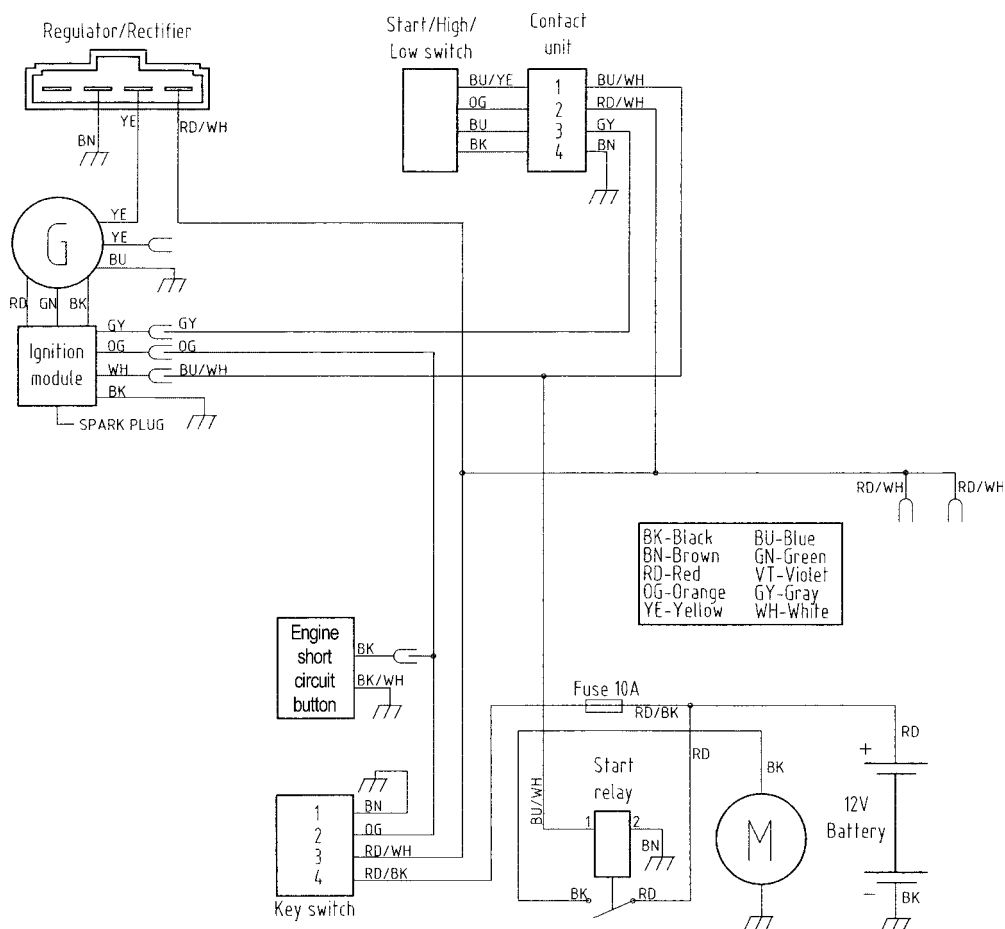 Regulator/Rectifier
Start/High/
Low switch
Contact
unit
BU/YE
OG
BU
BK
1
2
3
4
BU/WH
RD/WH
GY
BN
BN
YE
RD/WH
G
YE
YE
BU
RD
GN
BK
Ignition
module
GY
GY
OG
OG
WH
BU/WH
BK
SPARK PLUG
RD/WH
RD/WH
BK-Black
BU-Blue
BN-Brown
GN-Green
RD-Red
VT-Violet
OG-Orange
GY-Gray
YE-Yellow
WH-White
Engine
short
circuit
button
BK
BK/WH
Fuse 10A
RD/BK
RD
BK
RD
+
12V
Battery
-
BK
BU/WH
Start
relay
1
2
BN
BK
RD
M
1
2
3
4
BN
OG
RD/WH
RD/BK
Key switch